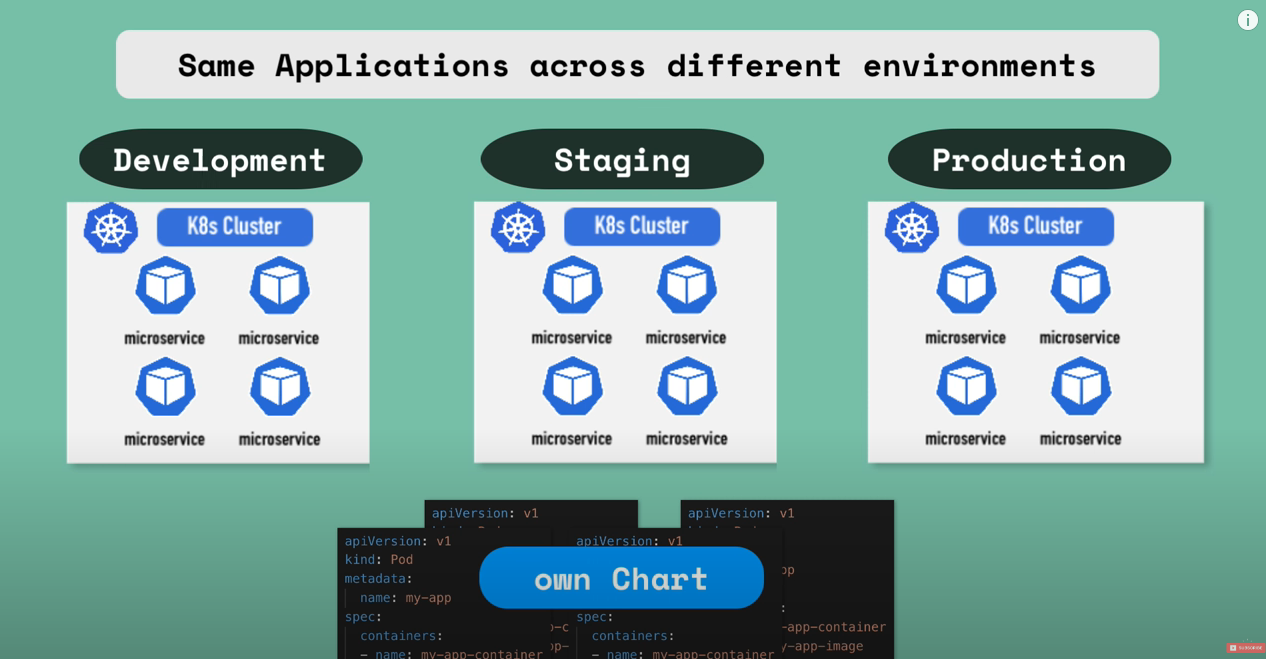 i
Same Applications across different environments
Development
Staging
Production
K8s Cluster
K8s Cluster
K8s Cluster
microservice microservice
microservice microservice
microservice microservice
microservice microservice
microservice microservice
microservice microservice
apiVersion: v1
apiVersion: v1
apiVersion: v1
kind: Pod
metadata:
name: my-app
spec:
containers:
- name: my-app-container
apiVersion: v1
spec:
containers:
- name: my-app-container
own Chart
pp
:
-app-container
y-app-image
o-c
op-
SUBSCRIBE